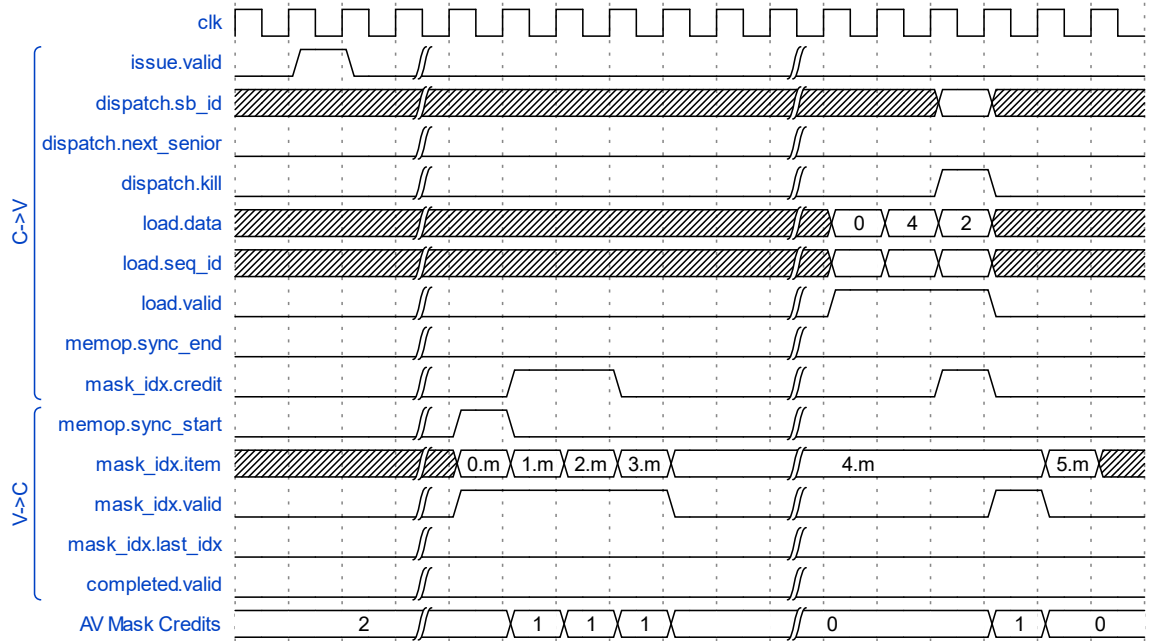 clk
issue.valid
dispatch.sb_id
dispatch.next_senior
dispatch.kill
C->V
load.data 0 4 2
load.seq_id
load.valid
memop.sync_end
mask_idx.credit
memop.sync_start
mask_idx.item 0.m 1.m 2.m 3.m 4.m 5.m
V->C
mask_idx.valid
mask_idx.last_idx
completed.valid
AV Mask Credits 2 1 1 1 0 1 0